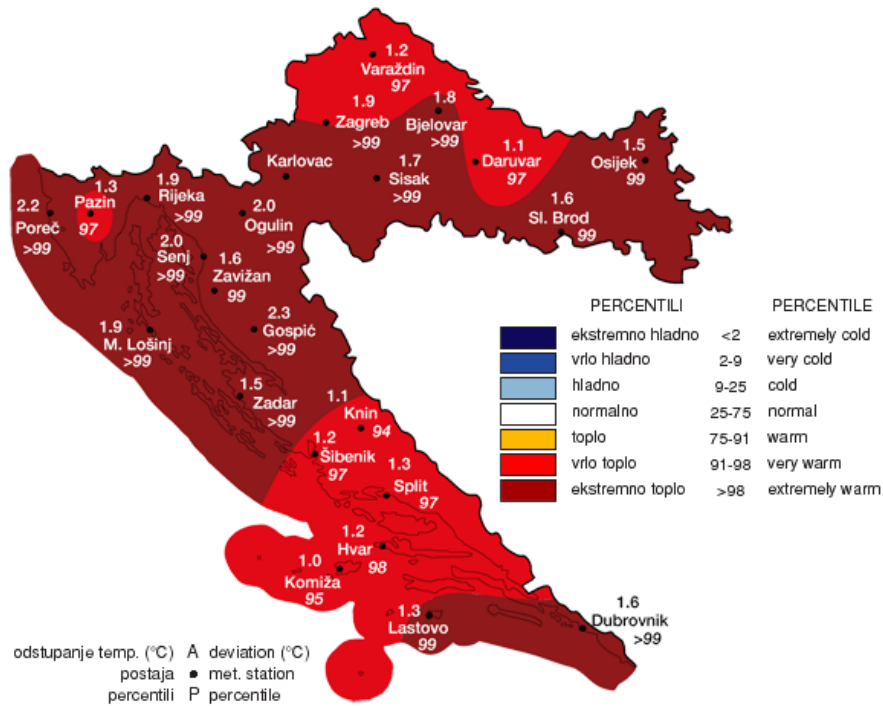 1.2
Varaždin
97
1.9
Zagreb
>99
1.8
Bjelovar
>99
1.1
Daruvar
97
1.5
Osijek
99
Karlovac
1.7
Sisak
>99
1.6
Sl. Brod
99
2.2
Poreč
>99
1.3
Pazin
97
1.9
Rijeka
>99
2.0
Ogulin
>99
2.0
Senj
>99
1.6
Zavižan
99
2.3
Gospić
>99
1.9
M. Lošinj
>99
1.5
Zadar
>99
1.1
Knin
94
1.2
Šibenik
97
1.3
Split
97
1.2
Hvar
98
1.0
Komiža
95
1.3
Lastovo
99
1.6
Dubrovnik
>99
PERCENTILI PERCENTILE
ekstremno hladno <2 extremely cold
vrlo hladno 2-9 very cold
hladno 9-25 cold
normalno 25-75 normal
toplo 75-91 warm
vrlo toplo 91-98 very warm
ekstremno toplo >98 extremely warm
odstupanje temp. (°C) A deviation (°C)
postaja met. station
percentili P percentile